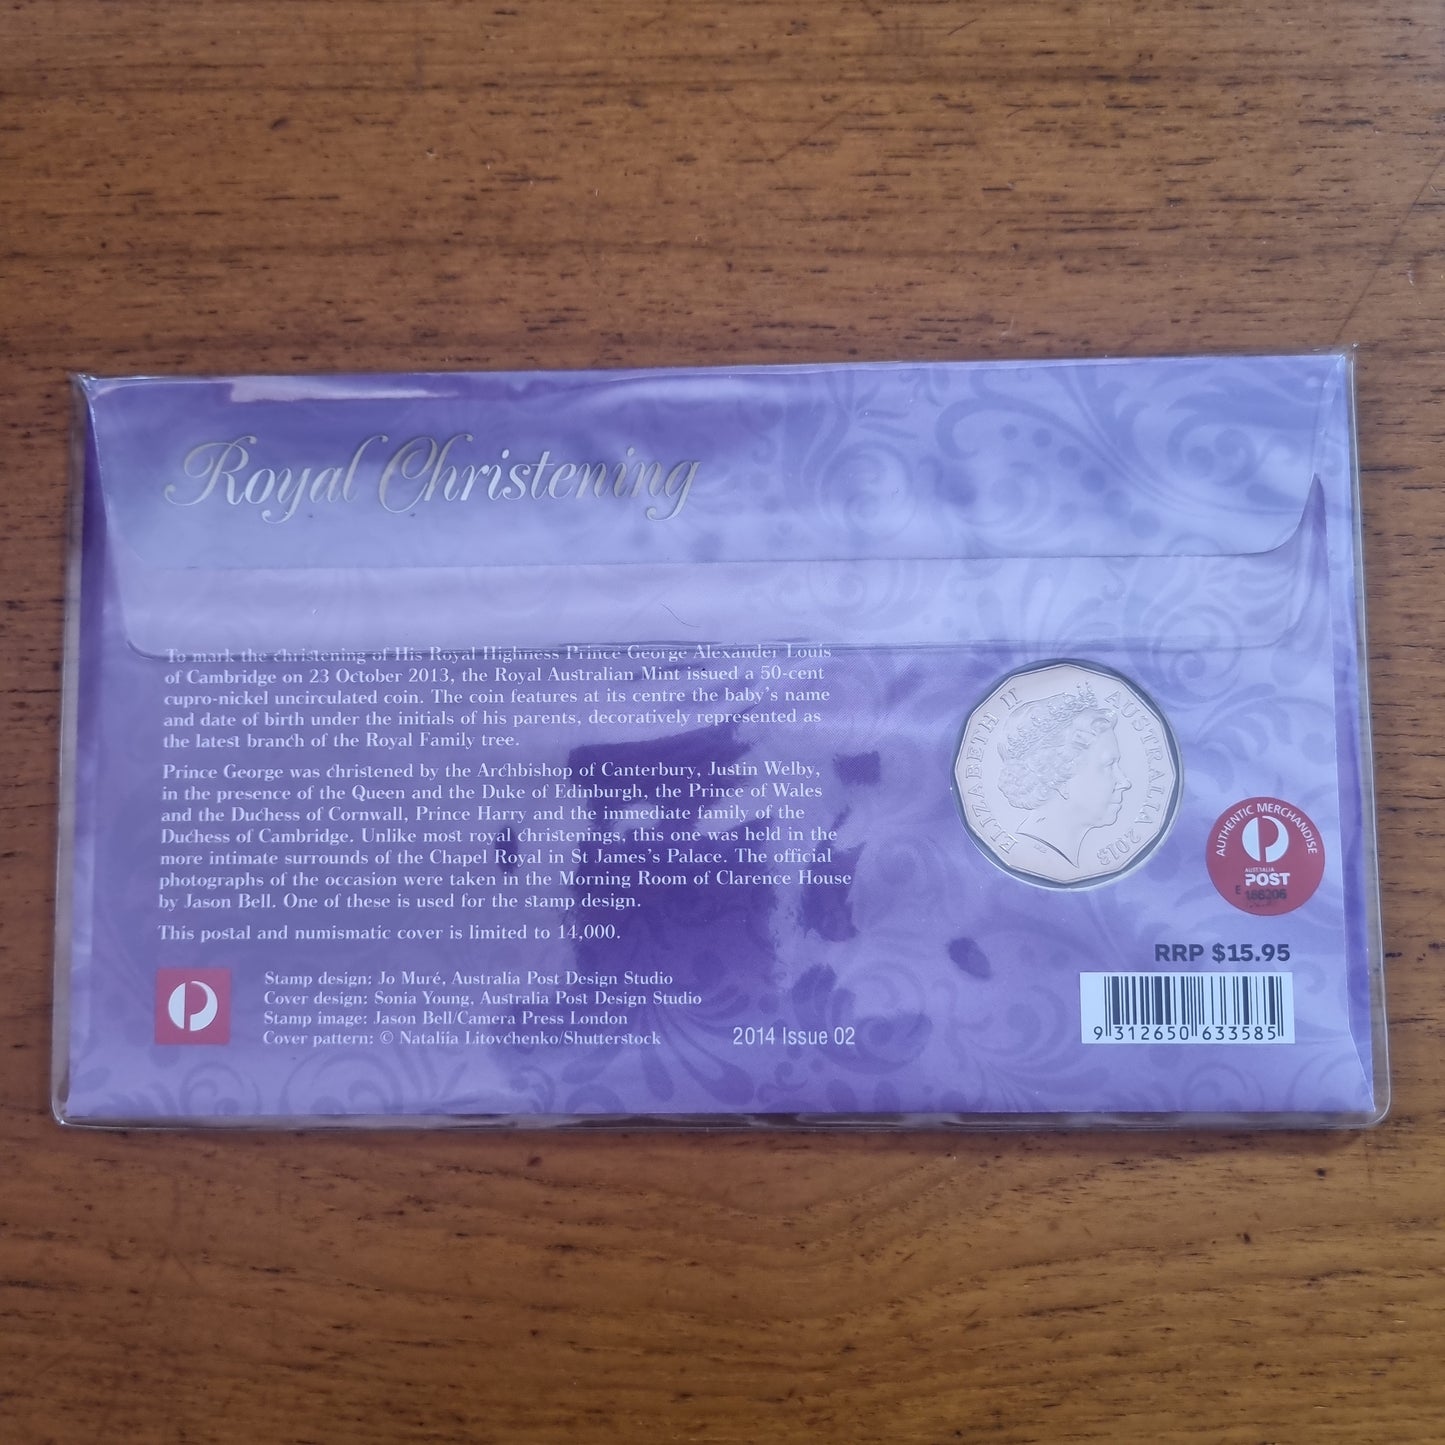 Royal Christening
To mark the christening of His Royal Highness Prince George Alexander Louis
of Cambridge on 23 October 2013, the Royal Australian Mint issued a 50-cent
cupro-nickel uncirculated coin. The coin features at its centre the baby's name
and date of birth under the initials of his parents, decoratively represented as
the latest branch of the Royal Family tree.
Prince George was christened by the Archbishop of Canterbury, Justin Welby,
in the presence of the Queen and the Duke of Edinburgh, the Prince of Wales
and the Duchess of Cornwall, Prince Harry and the immediate family of the
Duchess of Cambridge. Unlike most royal christenings, this one was held in the
more intimate surrounds of the Chapel Royal in St James's Palace. The official
photographs of the occasion were taken in the Morning Room of Clarence House
by Jason Bell. One of these is used for the stamp design.
This postal and numismatic cover is limited to 14,000.
Stamp design: Jo Muré, Australia Post Design Studio
Cover design: Sonia Young, Australia Post Design Studio
Stamp image: Jason Bell/Camera Press London
Cover pattern: © Nataliia Litovchenko/Shutterstock
2014 Issue 02
ELIZABETH II AUSTRALIA 2013
AUTHENTIC MERCHANDISE
AUSTRALIA
POST
E
186206
RRP $15.95
9 312650 633585